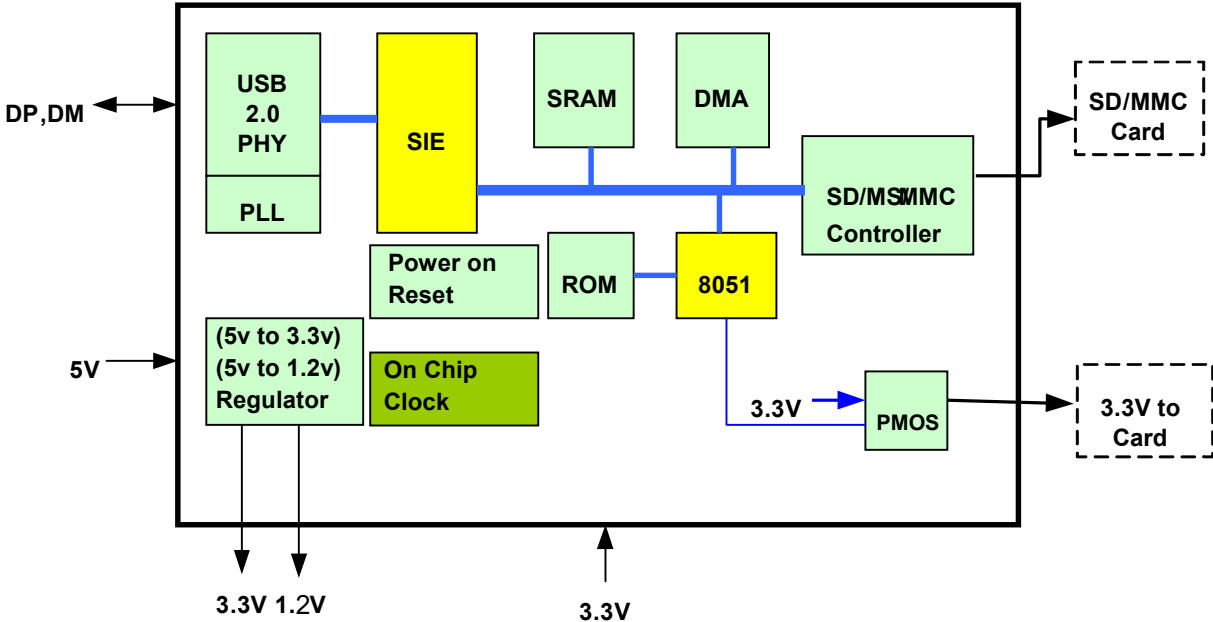 USB
2.0
PHY
PLL
SIE
SRAM
DMA
SD/MMC
Card
DP,DM
SD/MS/MMC
Controller
Power on
Reset
ROM
8051
(5v to 3.3v)
(5v to 1.2v)
Regulator
5V
On Chip
Clock
3.3V
PMOS
3.3V to
Card
3.3V 1.2V
3.3V